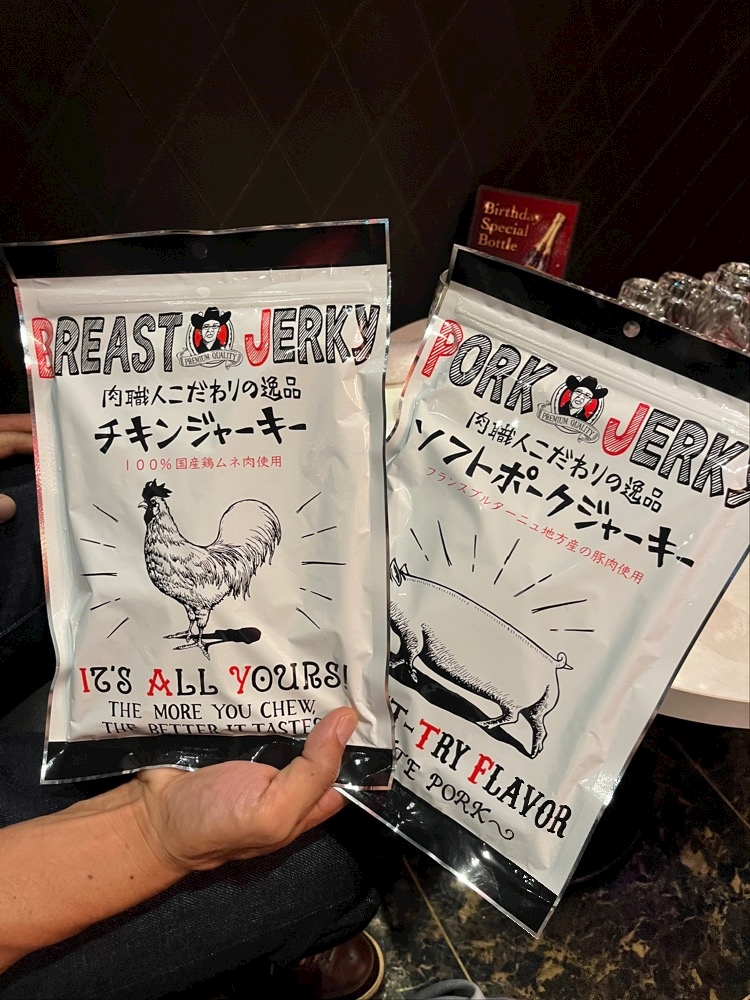 Birthday
Special
Bottle
BREAST JERKY
PREMIUM QUALITY
肉職人こだわりの逸品
チキンジャーキー
100%国産鶏ムネ肉使用
IT'S ALL YOURS!
THE MORE YOU CHEW,
THE BETTER IT TASTES
PORK JERKY
PREMIUM QUALITY
肉職人こだわりの逸品
ソフトポークジャーキー
フランスブルターニュ地方産の豚肉使用
T-TRY FLAVOR
PORK~